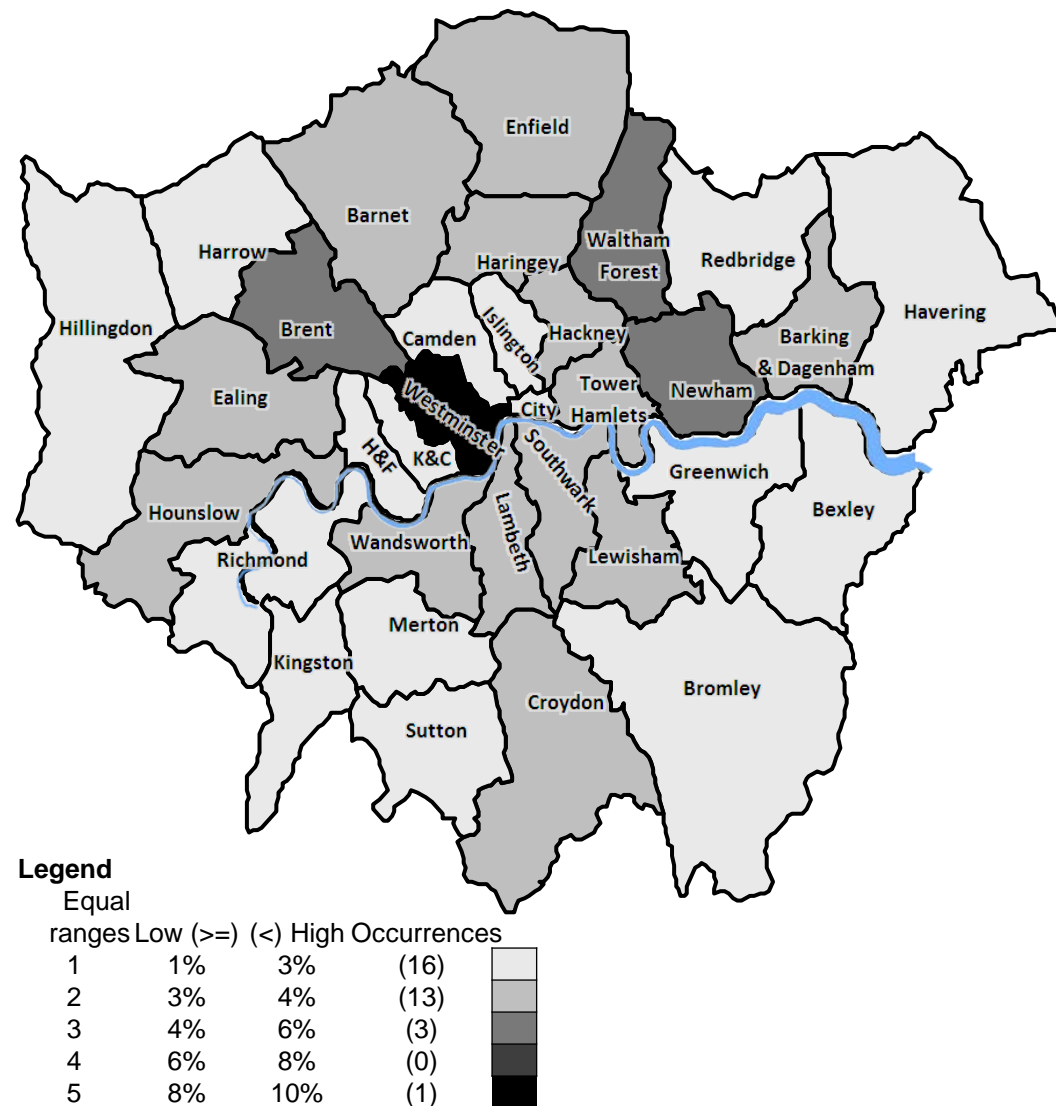 Enfield
Barnet
Waltham
Forest
Harrow
Haringey
Redbridge
Hillingdon
Brent
Camden
Islington
Hackney
Havering
Barking
& Dagenham
Ealing
Westminster
City
Tower
Hamlets
Newham
H&F
K&C
Southwark
Greenwich
Hounslow
Richmond
Wandsworth
Lambeth
Lewisham
Bexley
Merton
Kingston
Sutton
Croydon
Bromley
Legend
Equal
ranges Low (>=) (<) High Occurrences
1 1% 3% (16)
2 3% 4% (13)
3 4% 6% (3)
4 6% 8% (0)
5 8% 10% (1)